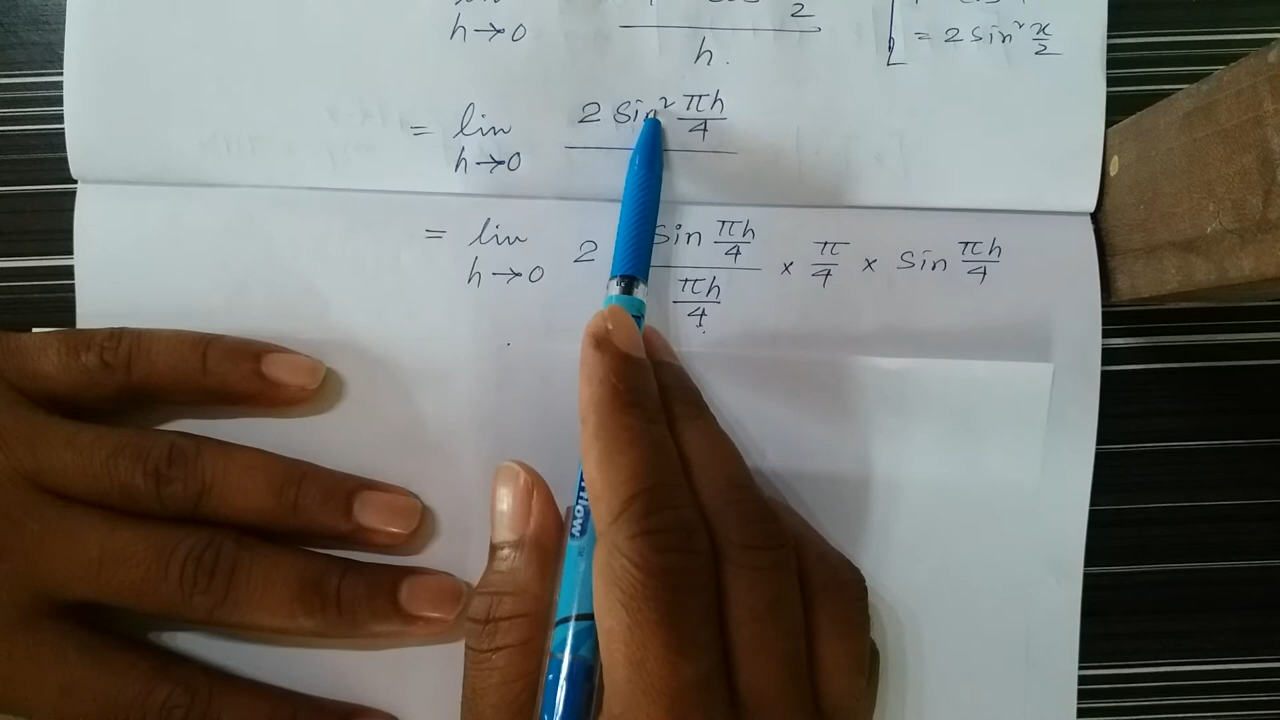 h→0 2 / h.
= 2 Sin² x/2
= lim h→0 2 Sin² πh/4
= lim h→0 2 Sin πh/4 / πh/4 × π/4 × Sin πh/4
flow